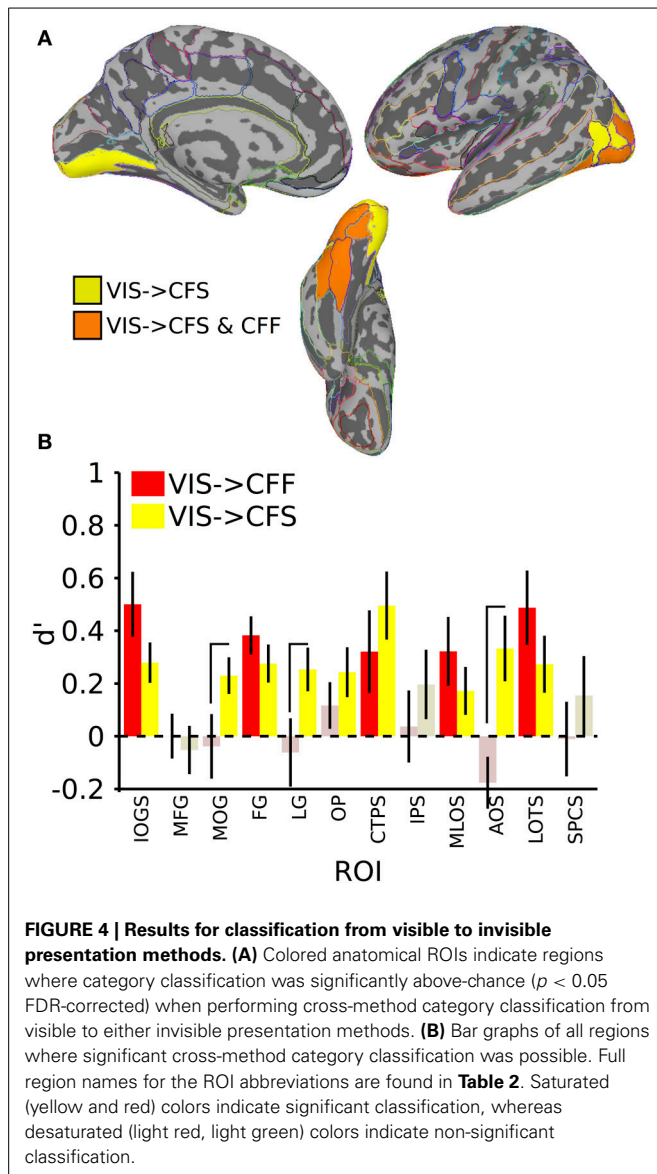 A
VIS->CFS
VIS->CFS & CFF
B
1
0.8
0.6
0.4
0.2
0
-0.2
d'
VIS->CFF
VIS->CFS
IOGS
MFG
MOG
FG
LG
OP
CTPS
IPS
MLOS
AOS
LOTS
SPCS
ROI
FIGURE 4 | Results for classification from visible to invisible
presentation methods. (A) Colored anatomical ROIs indicate regions
where category classification was significantly above-chance (p < 0.05
FDR-corrected) when performing cross-method category classification from
visible to either invisible presentation methods. (B) Bar graphs of all regions
where significant cross-method category classification was possible. Full
region names for the ROI abbreviations are found in Table 2. Saturated
(yellow and red) colors indicate significant classification, whereas
desaturated (light red, light green) colors indicate non-significant
classification.